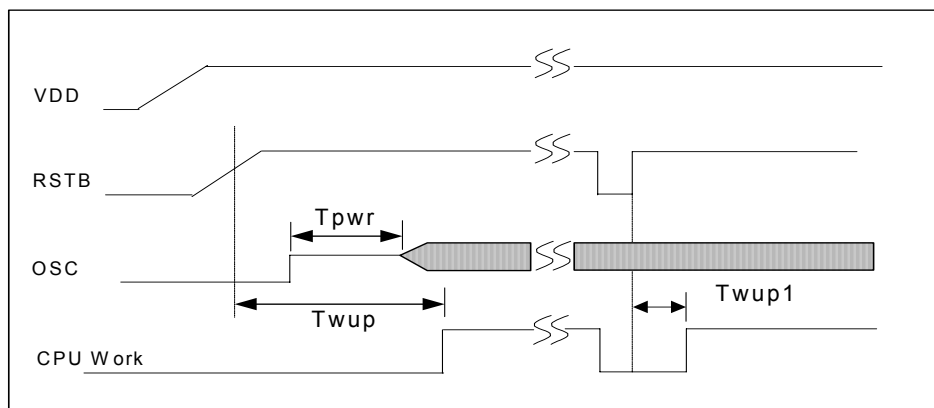 VDD
RSTB
Tpwr
OSC
Twup
Twup1
CPU Work